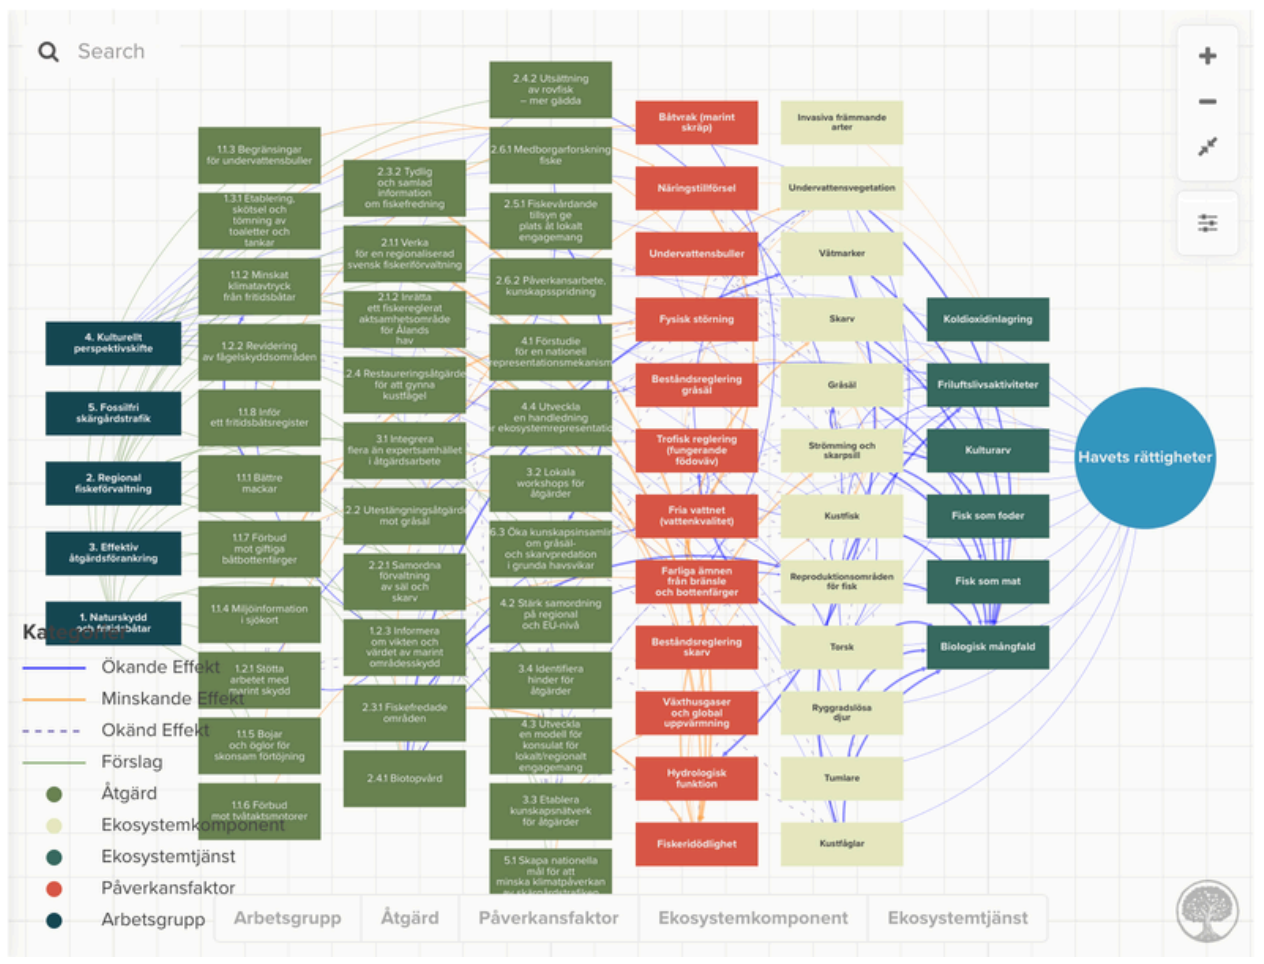 Search
2.4.2 Utsättning
av rovfisk
– mer gädda
Båtvrak (marint
skräp)
Invasiva främmande
arter
1.1.3 Begränsingar
för undervattensbuller
2.6.1 Medborgarforskning
fiske
2.3.2 Tydlig
och samlad
information
om fiskefredning
Näringstillförsel
Undervattensvegetation
1.3.1 Etablering,
skötsel och
tömning av
toaletter och
tankar
2.5.1 Fiskevårdande
tillsyn ge
plats åt lokalt
engagemang
2.1.1 Verka
för en regionaliserad
svensk fiskeriförvaltning
Undervattensbuller
Våtmarker
1.1.2 Minskat
klimatavtryck
från fritidsbåtar
2.6.2 Påverkansarbete,
kunskapsspridning
2.1.2 Inrätta
ett fiskereglerat
aktsamhetsområde
för Ålands
hav
Fysisk störning
Skarv
Koldioxidinlagring
4. Kulturellt
perspektivskifte
1.2.2 Revidering
av fågelskyddsområden
4.1 Förstudie
för en nationell
representationsmekanism
2.4 Restaureringsåtgärde
för att gynna
kustfågel
Beståndsreglering
gråsäl
Gråsäl
Friluftslivsaktiviteter
5. Fossilfri
skärgårdstrafik
1.1.8 Inför
ett fritidsbåtsregister
4.4 Utveckla
en handledning
r ekosystemrepresentatio
3.1 Integrera
flera än expertsamhället
i åtgärdsarbete
Trofisk reglering
(fungerande
födoväv)
Strömming och
skarpsill
Kulturarv
Havets rättigheter
2. Regional
fiskeförvaltning
1.1.1 Bättre
mackar
3.2 Lokala
workshops för
åtgärder
2.2 Utestängningsåtgärde
mot gråsäl
Fria vattnet
(vattenkvalitet)
Kustfisk
Fisk som foder
3. Effektiv
åtgärdsförankring
1.1.7 Förbud
mot giftiga
båtbottenfärger
6.3 Öka kunskapsinsamlin
om gråsäl-
och skarvpredation
i grunda havsvikar
2.2.1 Samordna
förvaltning
av säl och
skarv
Farliga ämnen
från bränsle
och bottenfärger
Reproduktionsområden
för fisk
Fisk som mat
1. Naturskydd
och fritidsbåtar
1.1.4 Miljöinformation
i sjökort
4.2 Stärk samordning
på regional
och EU-nivå
1.2.3 Informera
om vikten och
värdet av marint
områdesskydd
Beståndsreglering
skarv
Torsk
Biologisk mångfald
1.2.1 Stötta
arbetet med
marint skydd
3.4 Identifiera
hinder för
åtgärder
2.3.1 Fiskefredade
områden
Växthusgaser
och global
uppvärmning
Ryggradslösa
djur
1.1.5 Bojar
och öglor för
skonsam förtöjning
4.3 Utveckla
en modell för
konsulat för
lokalt/regionalt
engagemang
2.4.1 Biotopvård
Hydrologisk
funktion
Tumlare
1.1.6 Förbud
mot tvåtaktsmotorer
3.3 Etablera
kunskapsnätverk
för åtgärder
Fiskeridödlighet
Kustfåglar
5.1 Skapa nationella
mål för att
minska klimatpåverkan
av skärgårdstrafiken
Kategorier
Ökande Effekt
Minskande Effekt
Okänd Effekt
Förslag
Åtgärd
Ekosystemkomponent
Ekosystemtjänst
Påverkansfaktor
Arbetsgrupp
Arbetsgrupp
Åtgärd
Påverkansfaktor
Ekosystemkomponent
Ekosystemtjänst